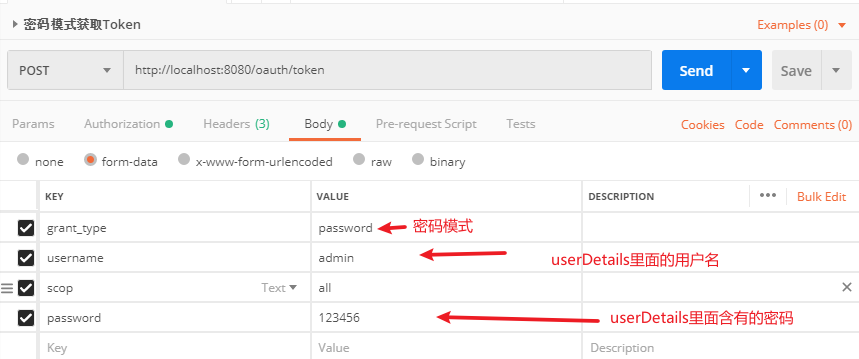 密码模式获取Token
Examples (0)
POST
http://localhost:8080/oauth/token
Send
Save
Params
Authorization
Headers (3)
Body
Pre-request Script
Tests
Cookies
Code
Comments (0)
none
form-data
x-www-form-urlencoded
raw
binary
KEY
VALUE
DESCRIPTION
Bulk Edit
grant_type
password
密码模式
username
admin
userDetails里面的用户名
scop
Text
all
password
123456
userDetails里面含有的密码
Key
Value
Description